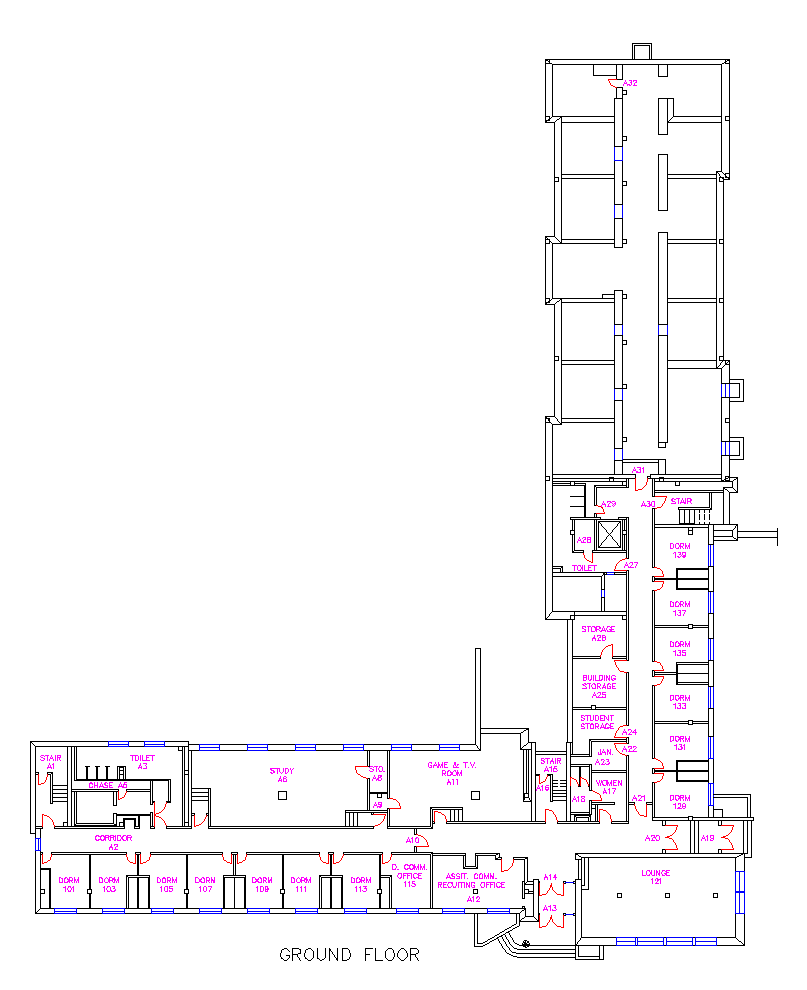 A32
A31
A30
STAIR
A29
A28
TOILET
A27
DORM
139
DORM
137
STORAGE
A26
DORM
135
BUILDING
STORAGE
A25
DORM
133
STUDENT
STORAGE
A24
DORM
131
A22
JAN.
A23
WOMEN
A17
A18
A21
DORM
129
STAIR
A1
TOILET
A3
CHASE A5
STUDY
A6
STO.
A8
A9
GAME & T.V.
ROOM
A11
STAIR
A15
A16
CORRIDOR
A2
A10
A20
A19
DORM
101
DORM
103
DORM
105
DORM
107
DORM
109
DORM
111
DORM
113
D. COMM.
OFFICE
115
ASSIT. COMM.
RECUITING OFFICE
A12
A14
A13
LOUNGE
121
GROUND FLOOR